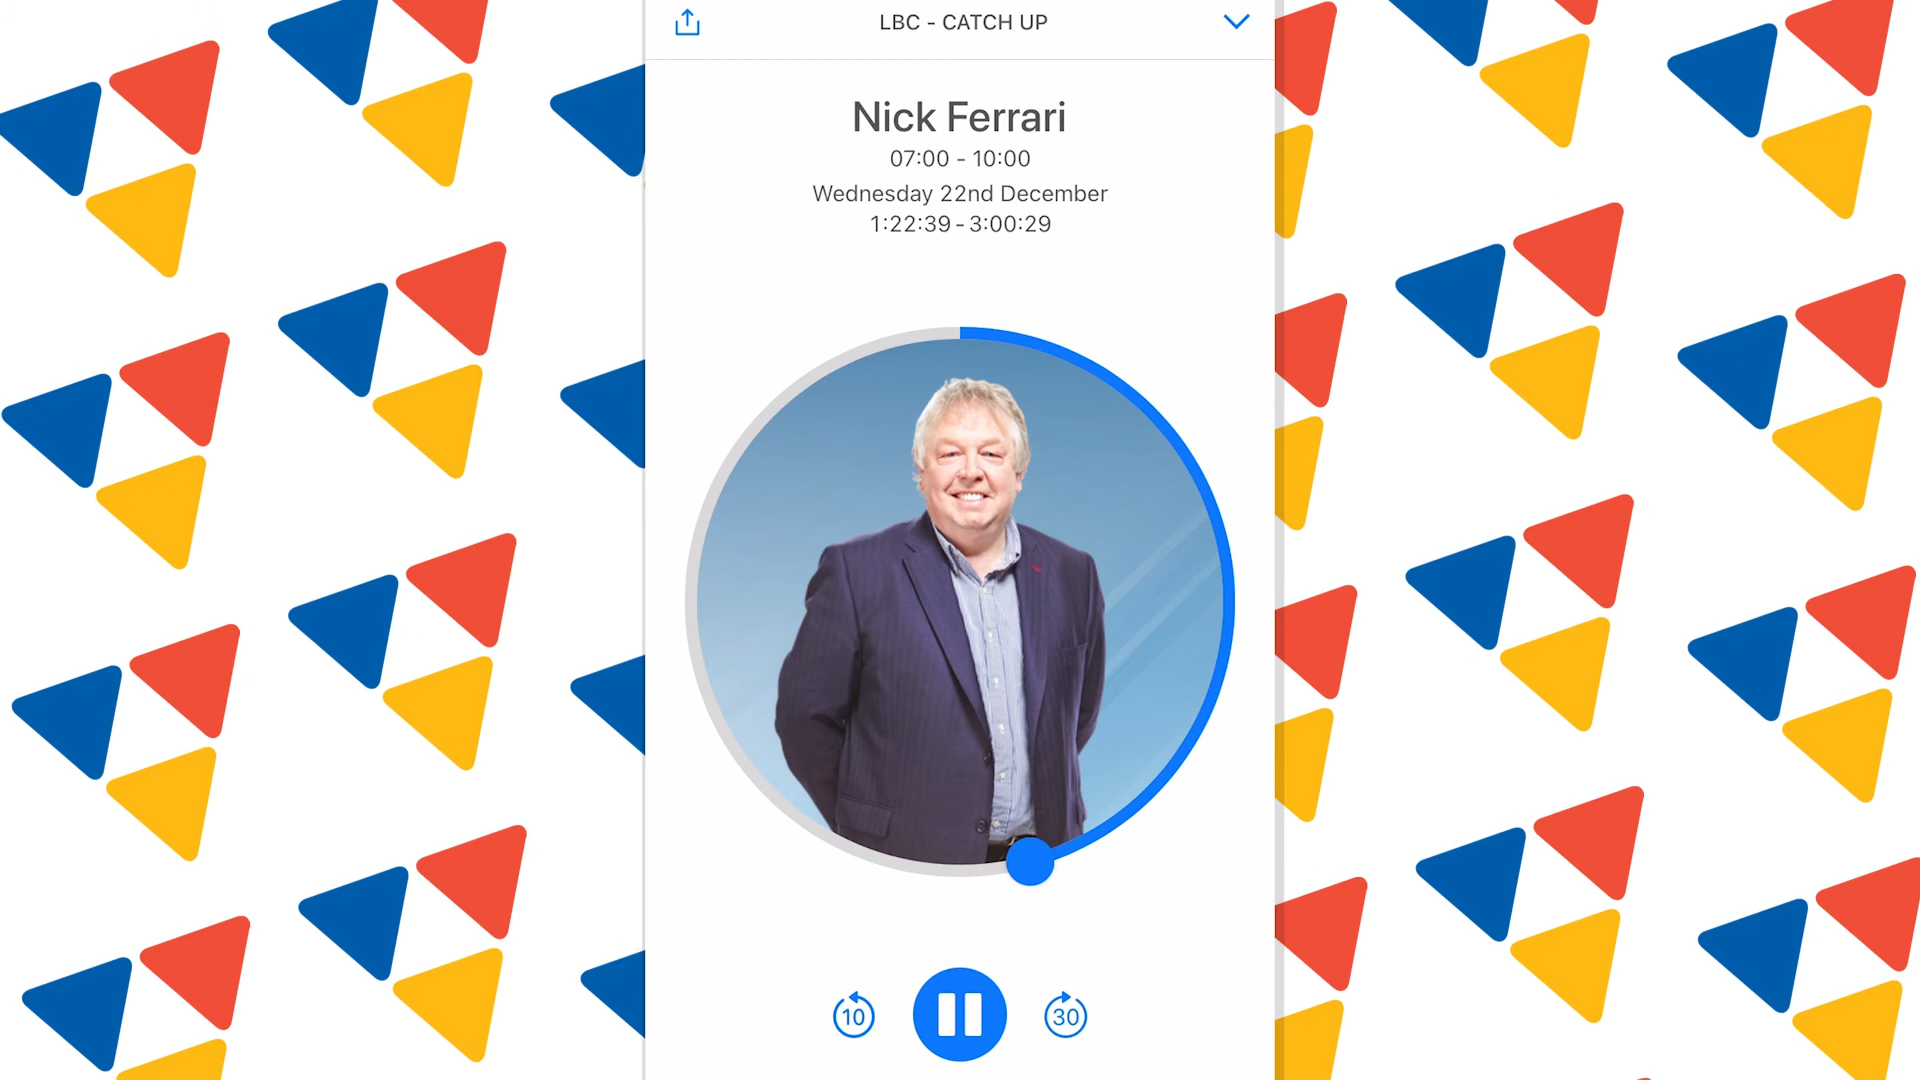 LBC - CATCH UP
Nick Ferrari
07:00 - 10:00
Wednesday 22nd December
1:22:39 - 3:00:29
10
30